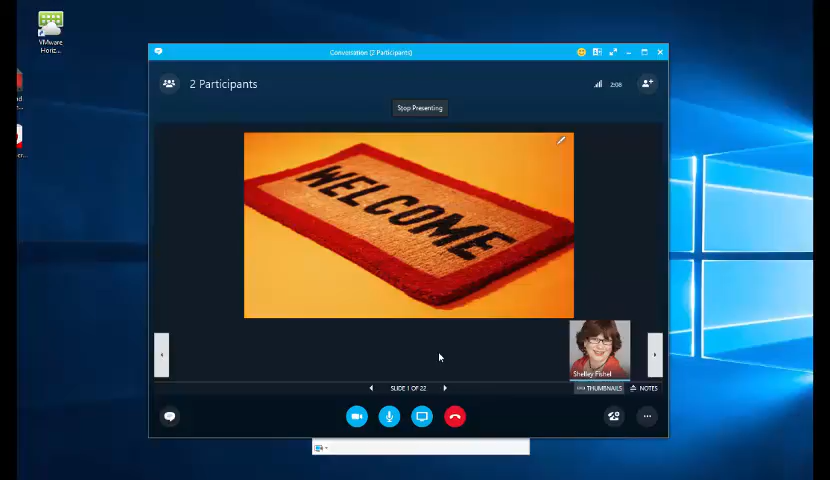 VMware
Horiz...
Conversation (2 Participants)
2 Participants
2:08
Stop Presenting
WELCOME
Shelley Fishel
SLIDE 1 OF 22
THUMBNAILS
NOTES